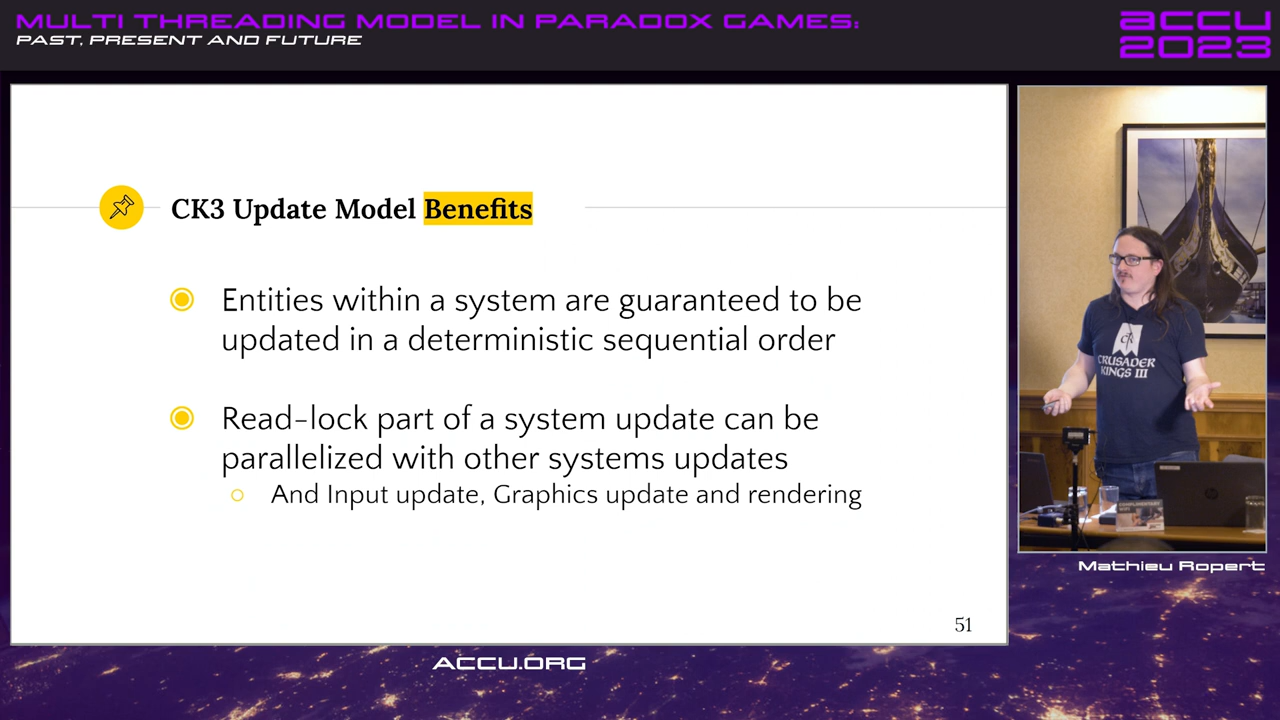 MULTI THREADING MODEL IN PARADOX GAMES:
PAST, PRESENT AND FUTURE
ACCU
2023
CK3 Update Model Benefits
Entities within a system are guaranteed to be
updated in a deterministic sequential order
Read-lock part of a system update can be
parallelized with other systems updates
And Input update, Graphics update and rendering
51
CRUSADER
KINGS III
Mathieu Ropert
ACCU.ORG